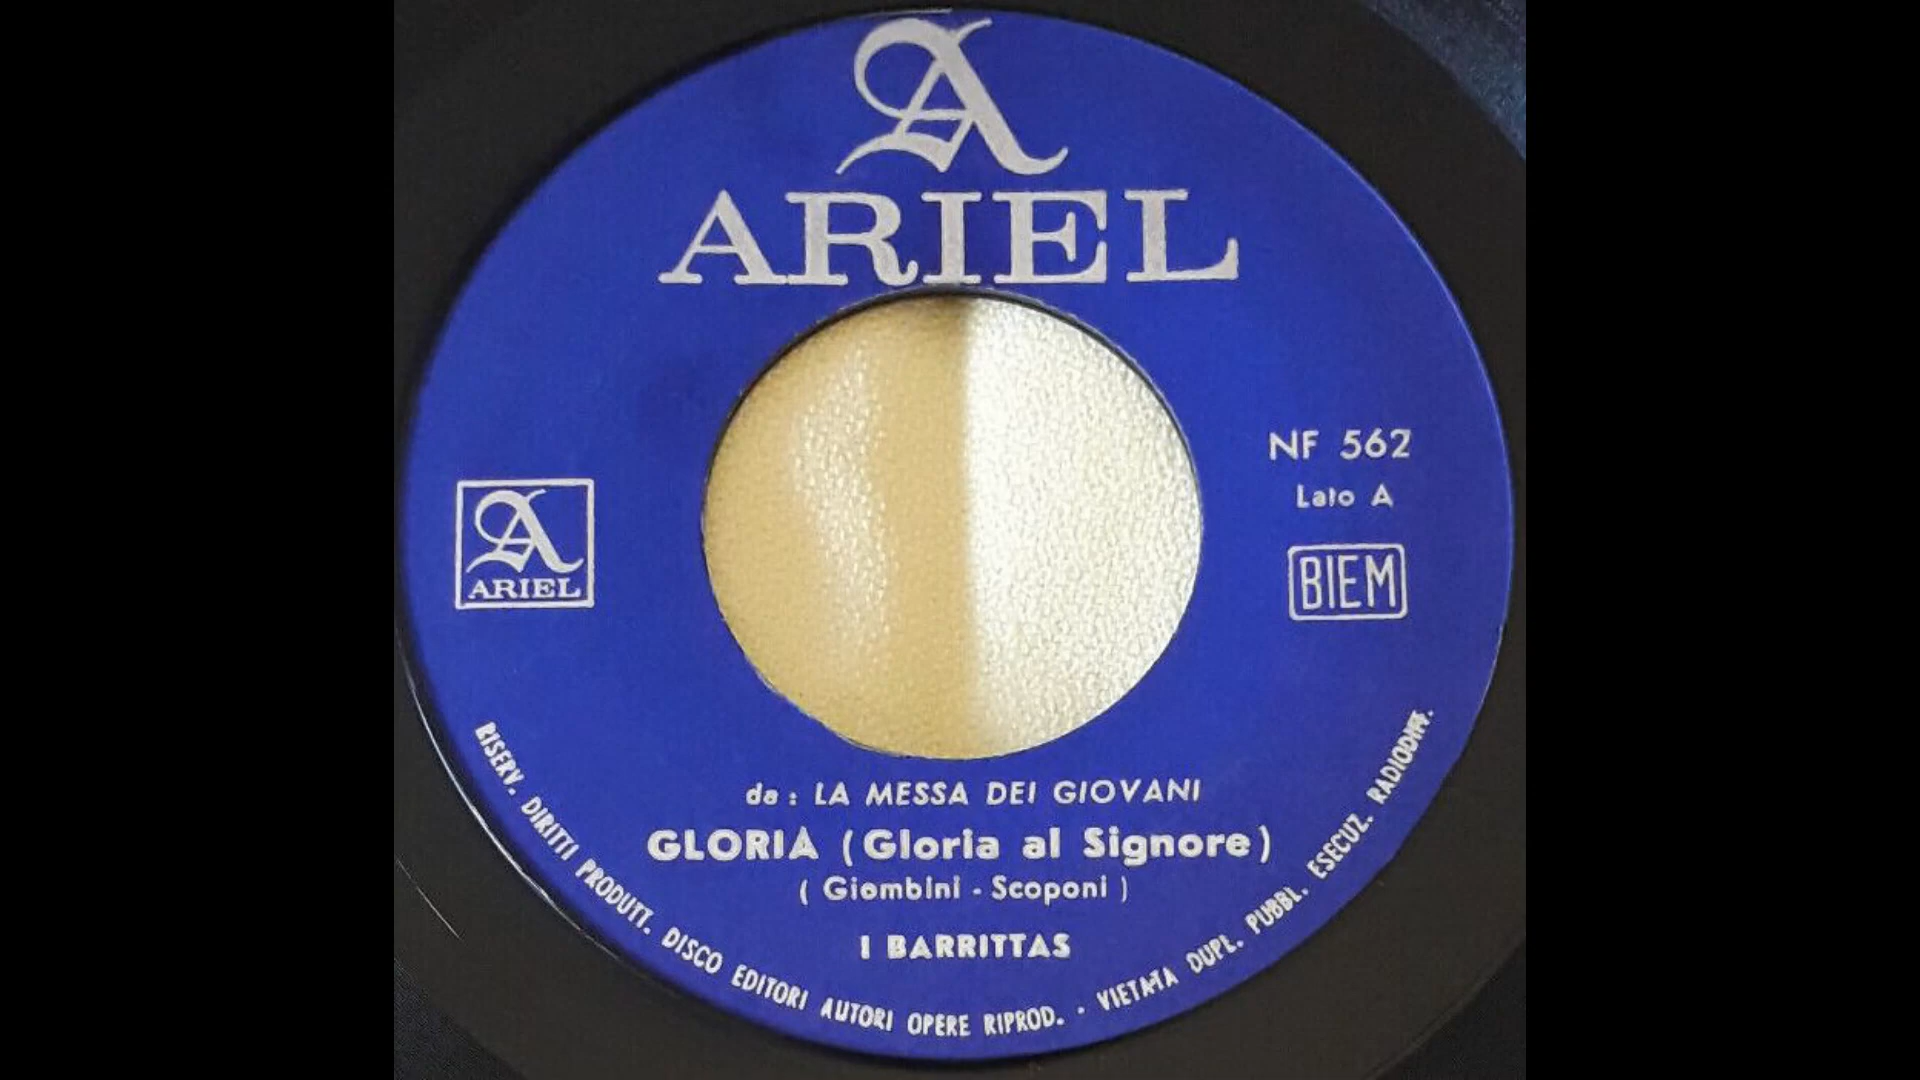 A
ARIEL
NF 562
Lato A
A
ARIEL
BIEM
da : LA MESSA DEI GIOVANI
GLORIA (Gloria al Signore)
( Giombini - Scoponi )
I BARRITTAS
RISERV. DIRITTI PRODUTT. DISCO EDITORI AUTORI OPERE RIPROD. - VIETATA DUPL. PUBBL. ESECUZ. RADIODIFF.